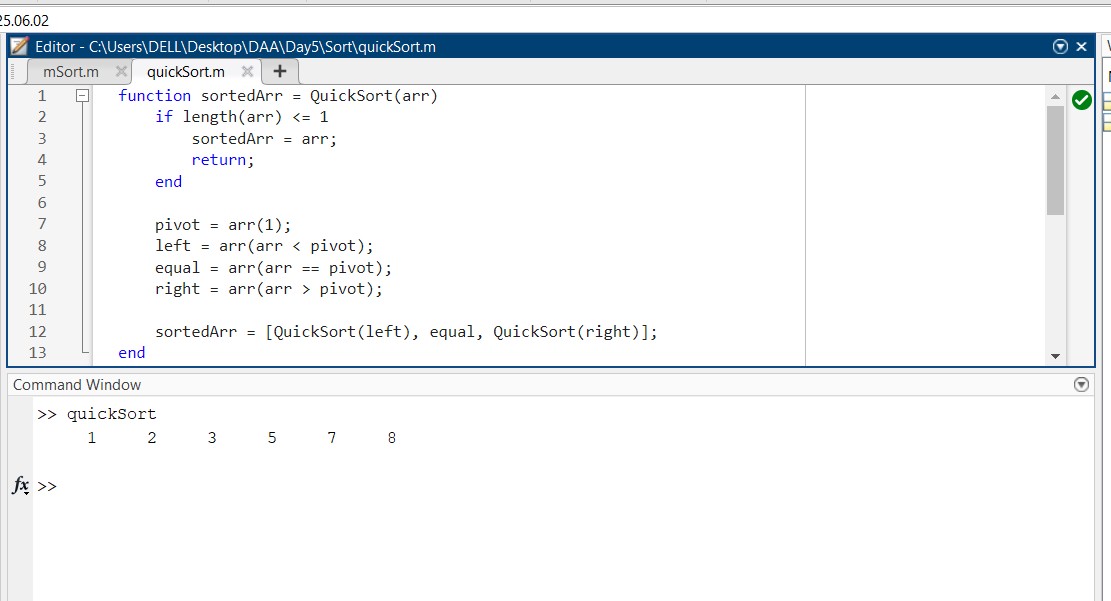 25.06.02
Editor - C:\Users\DELL\Desktop\DAA\Day5\Sort\quickSort.m
mSort.m quickSort.m +
1 function sortedArr = QuickSort(arr)
2 if length(arr) <= 1
3 sortedArr = arr;
4 return;
5 end
6
7 pivot = arr(1);
8 left = arr(arr < pivot);
9 equal = arr(arr == pivot);
10 right = arr(arr > pivot);
11
12 sortedArr = [QuickSort(left), equal, QuickSort(right)];
13 end
Command Window
>> quickSort
1 2 3 5 7 8
fx >>